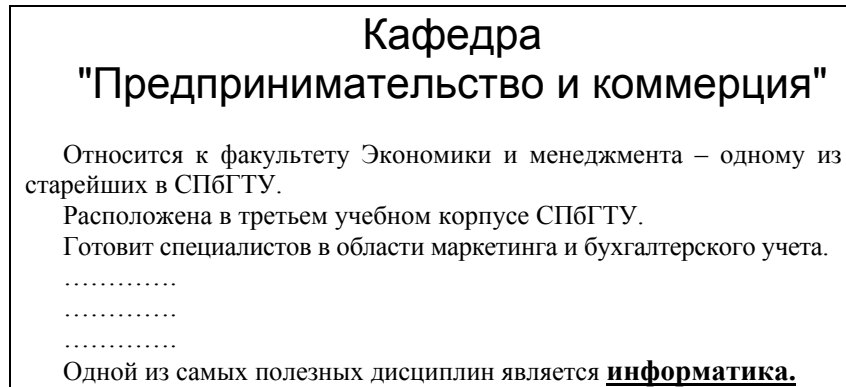 Кафедра
"Предпринимательство и коммерция"
Относится к факультету Экономики и менеджмента – одному из
старейших в СПбГТУ.
Расположена в третьем учебном корпусе СПбГТУ.
Готовит специалистов в области маркетинга и бухгалтерского учета.
………….
………….
………….
Одной из самых полезных дисциплин является информатика.